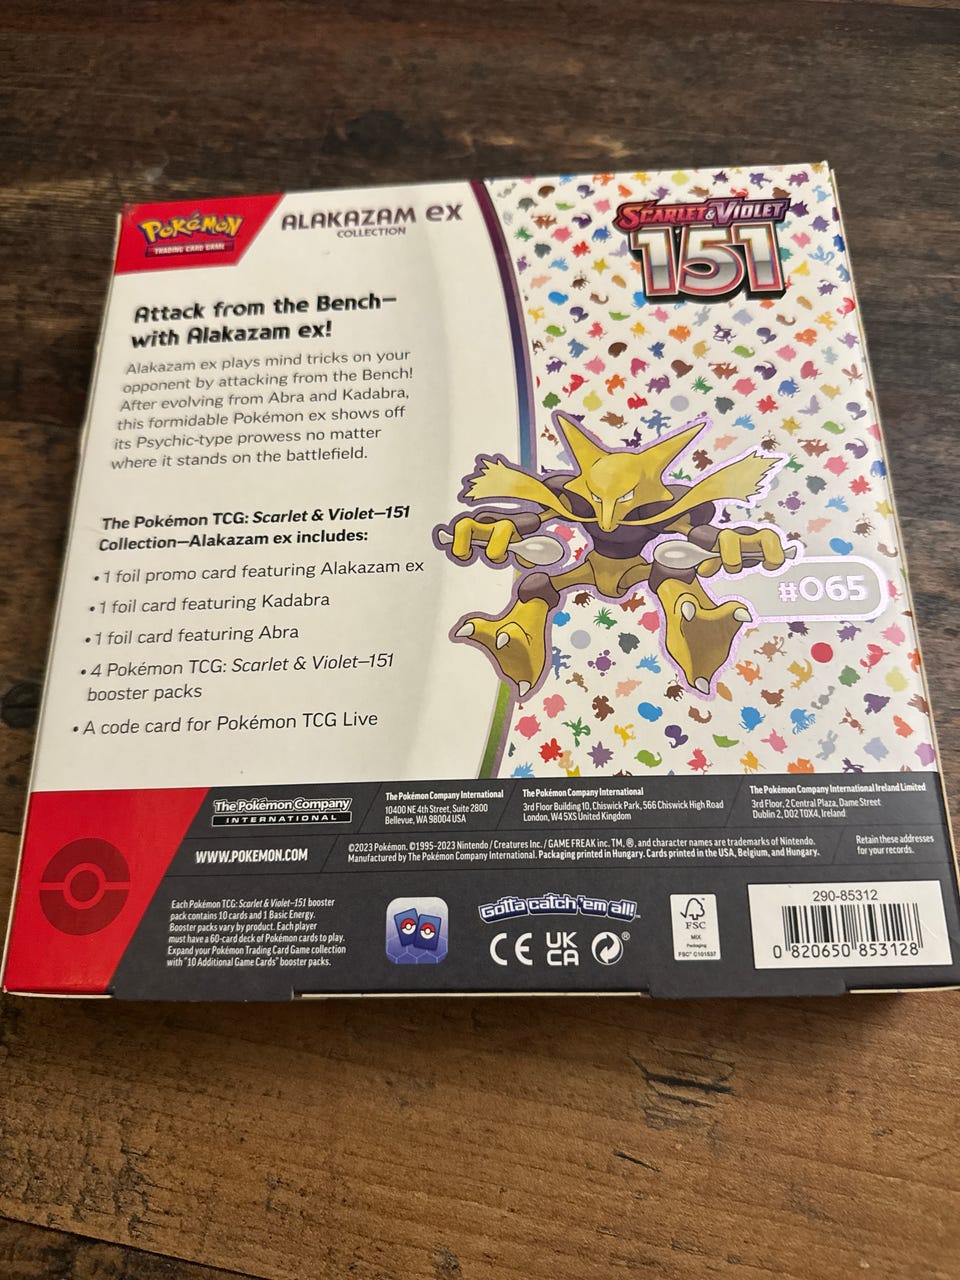 POKéMON
TRADING CARD GAME
ALAKAZAM ex
COLLECTION
SCARLET & VIOLET
151
Attack from the Bench—
with Alakazam ex!
Alakazam ex plays mind tricks on your
opponent by attacking from the Bench!
After evolving from Abra and Kadabra,
this formidable Pokémon ex shows off
its Psychic-type prowess no matter
where it stands on the battlefield.
The Pokémon TCG: Scarlet & Violet—151
Collection—Alakazam ex includes:
• 1 foil promo card featuring Alakazam ex
• 1 foil card featuring Kadabra
• 1 foil card featuring Abra
• 4 Pokémon TCG: Scarlet & Violet—151
booster packs
• A code card for Pokémon TCG Live
#065
The Pokémon Company
INTERNATIONAL
The Pokémon Company International
10400 NE 4th Street, Suite 2800
Bellevue, WA 98004 USA
The Pokémon Company International
3rd Floor Building 10, Chiswick Park, 566 Chiswick High Road
London, W4 5XS United Kingdom
The Pokémon Company International Ireland Limited
3rd Floor, 2 Central Plaza, Dame Street
Dublin 2, D02 T0X4, Ireland
WWW.POKEMON.COM
©2023 Pokémon. ©1995-2023 Nintendo / Creatures Inc. / GAME FREAK inc. TM, ®, and character names are trademarks of Nintendo.
Manufactured by The Pokémon Company International. Packaging printed in Hungary. Cards printed in the USA, Belgium, and Hungary.
Retain these addresses
for your records.
Each Pokémon TCG: Scarlet & Violet—151 booster
pack contains 10 cards and 1 Basic Energy.
Booster packs vary by product. Each player
must have a 60-card deck of Pokémon cards to play.
Expand your Pokémon Trading Card Game collection
with "10 Additional Game Cards" booster packs.
Gotta catch 'em all!™
CE
UK
CA
®
FSC
MIX
Packaging
FSC® C101537
290-85312
0 820650 853128